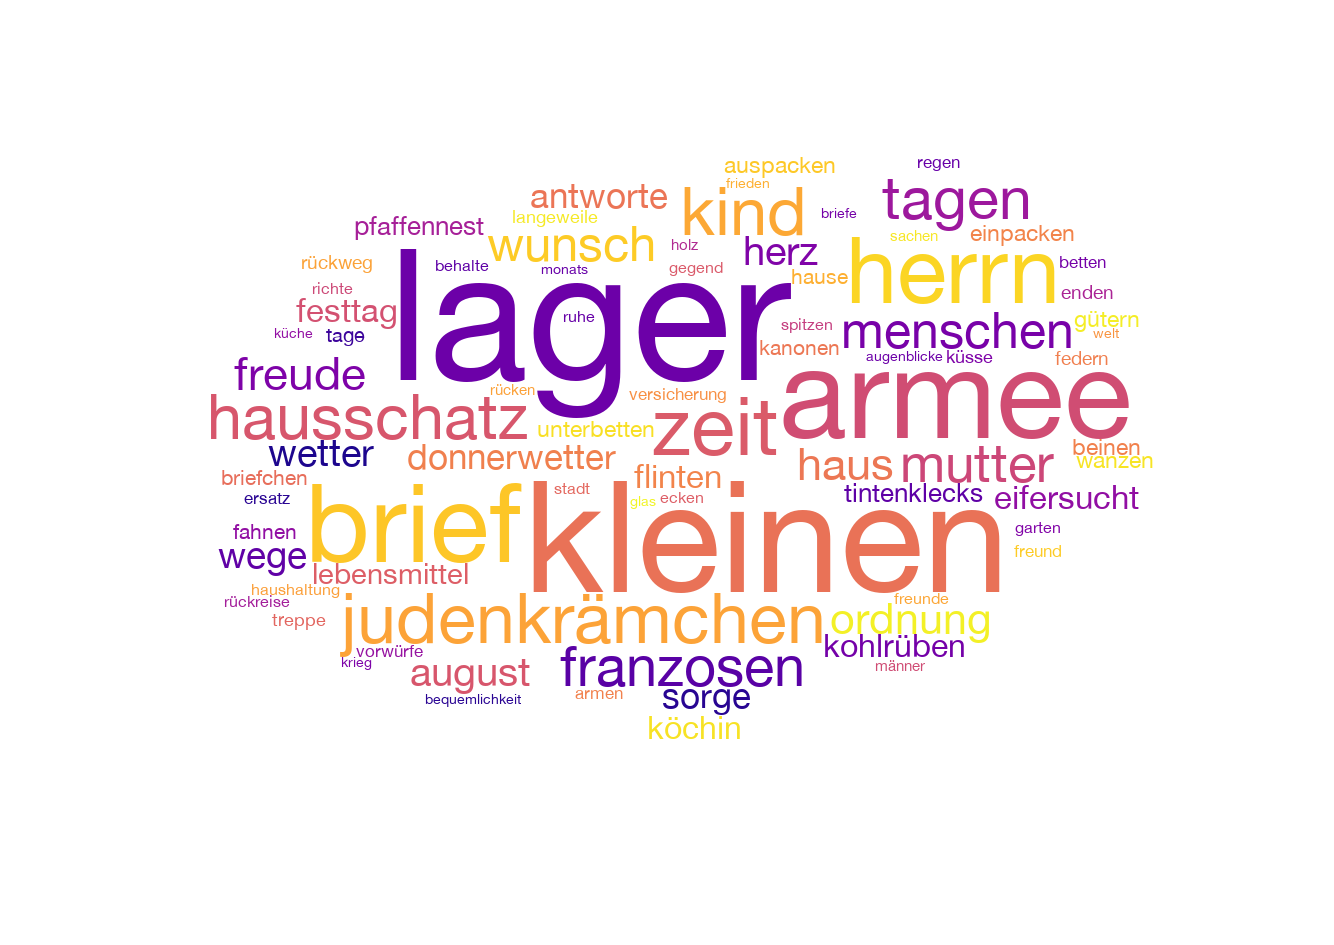 regen
auspacken
frieden
antworte
kind
tagen
briefe
langeweile
pfaffennest
wunsch
holz
herz
sachen
einpacken
rückweg
behalte
monats
gegend
hause
herrn
betten
richte
lager
enden
festtag
ruhe
spitzen
menschen
gütern
küche
tage
kanonen
welt
augenblicke
küsse
federn
freude
rücken
versicherung
armee
hausschatz
unterbetten
zeit
wetter
donnerwetter
beinen
wanzen
briefchen
flinten
haus
mutter
ersatz
brief
stadt
kleinen
glas
ecken
tintenklecks
eifersucht
fahnen
garten
wege
freund
lebensmittel
haushaltung
rückreise
freunde
treppe
judenkrämchen
ordnung
vorwürfe
kohlrüben
krieg
august
franzosen
männer
bequemlichkeit
armen
sorge
köchin